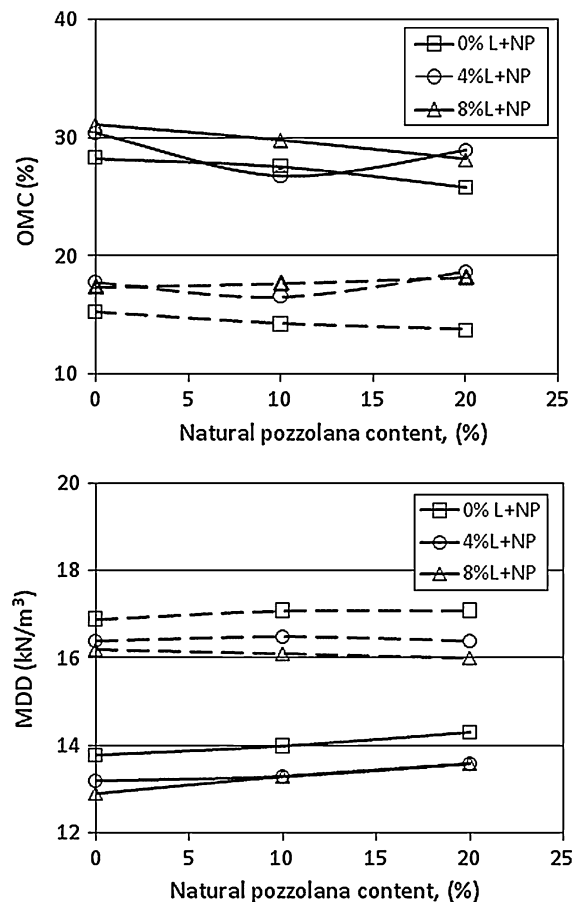 40
30
20
10
OMC (%)
0% L+NP
4%L+NP
8%L+NP
0 5 10 15 20 25
Natural pozzolana content, (%)
20
18
16
14
12
MDD (kN/m³)
0% L+NP
4%L+NP
8%L+NP
0 5 10 15 20 25
Natural pozzolana content, (%)